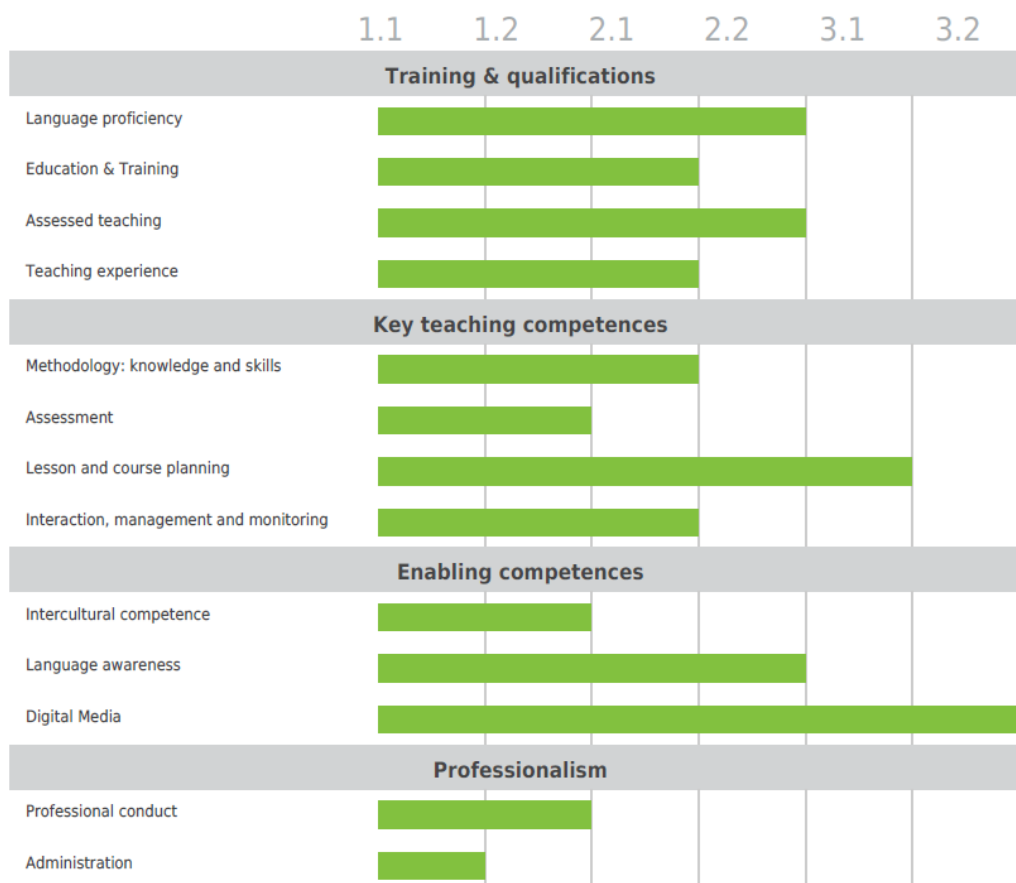 1.1 1.2 2.1 2.2 3.1 3.2
Training & qualifications
Language proficiency
Education & Training
Assessed teaching
Teaching experience
Key teaching competences
Methodology: knowledge and skills
Assessment
Lesson and course planning
Interaction, management and monitoring
Enabling competences
Intercultural competence
Language awareness
Digital Media
Professionalism
Professional conduct
Administration